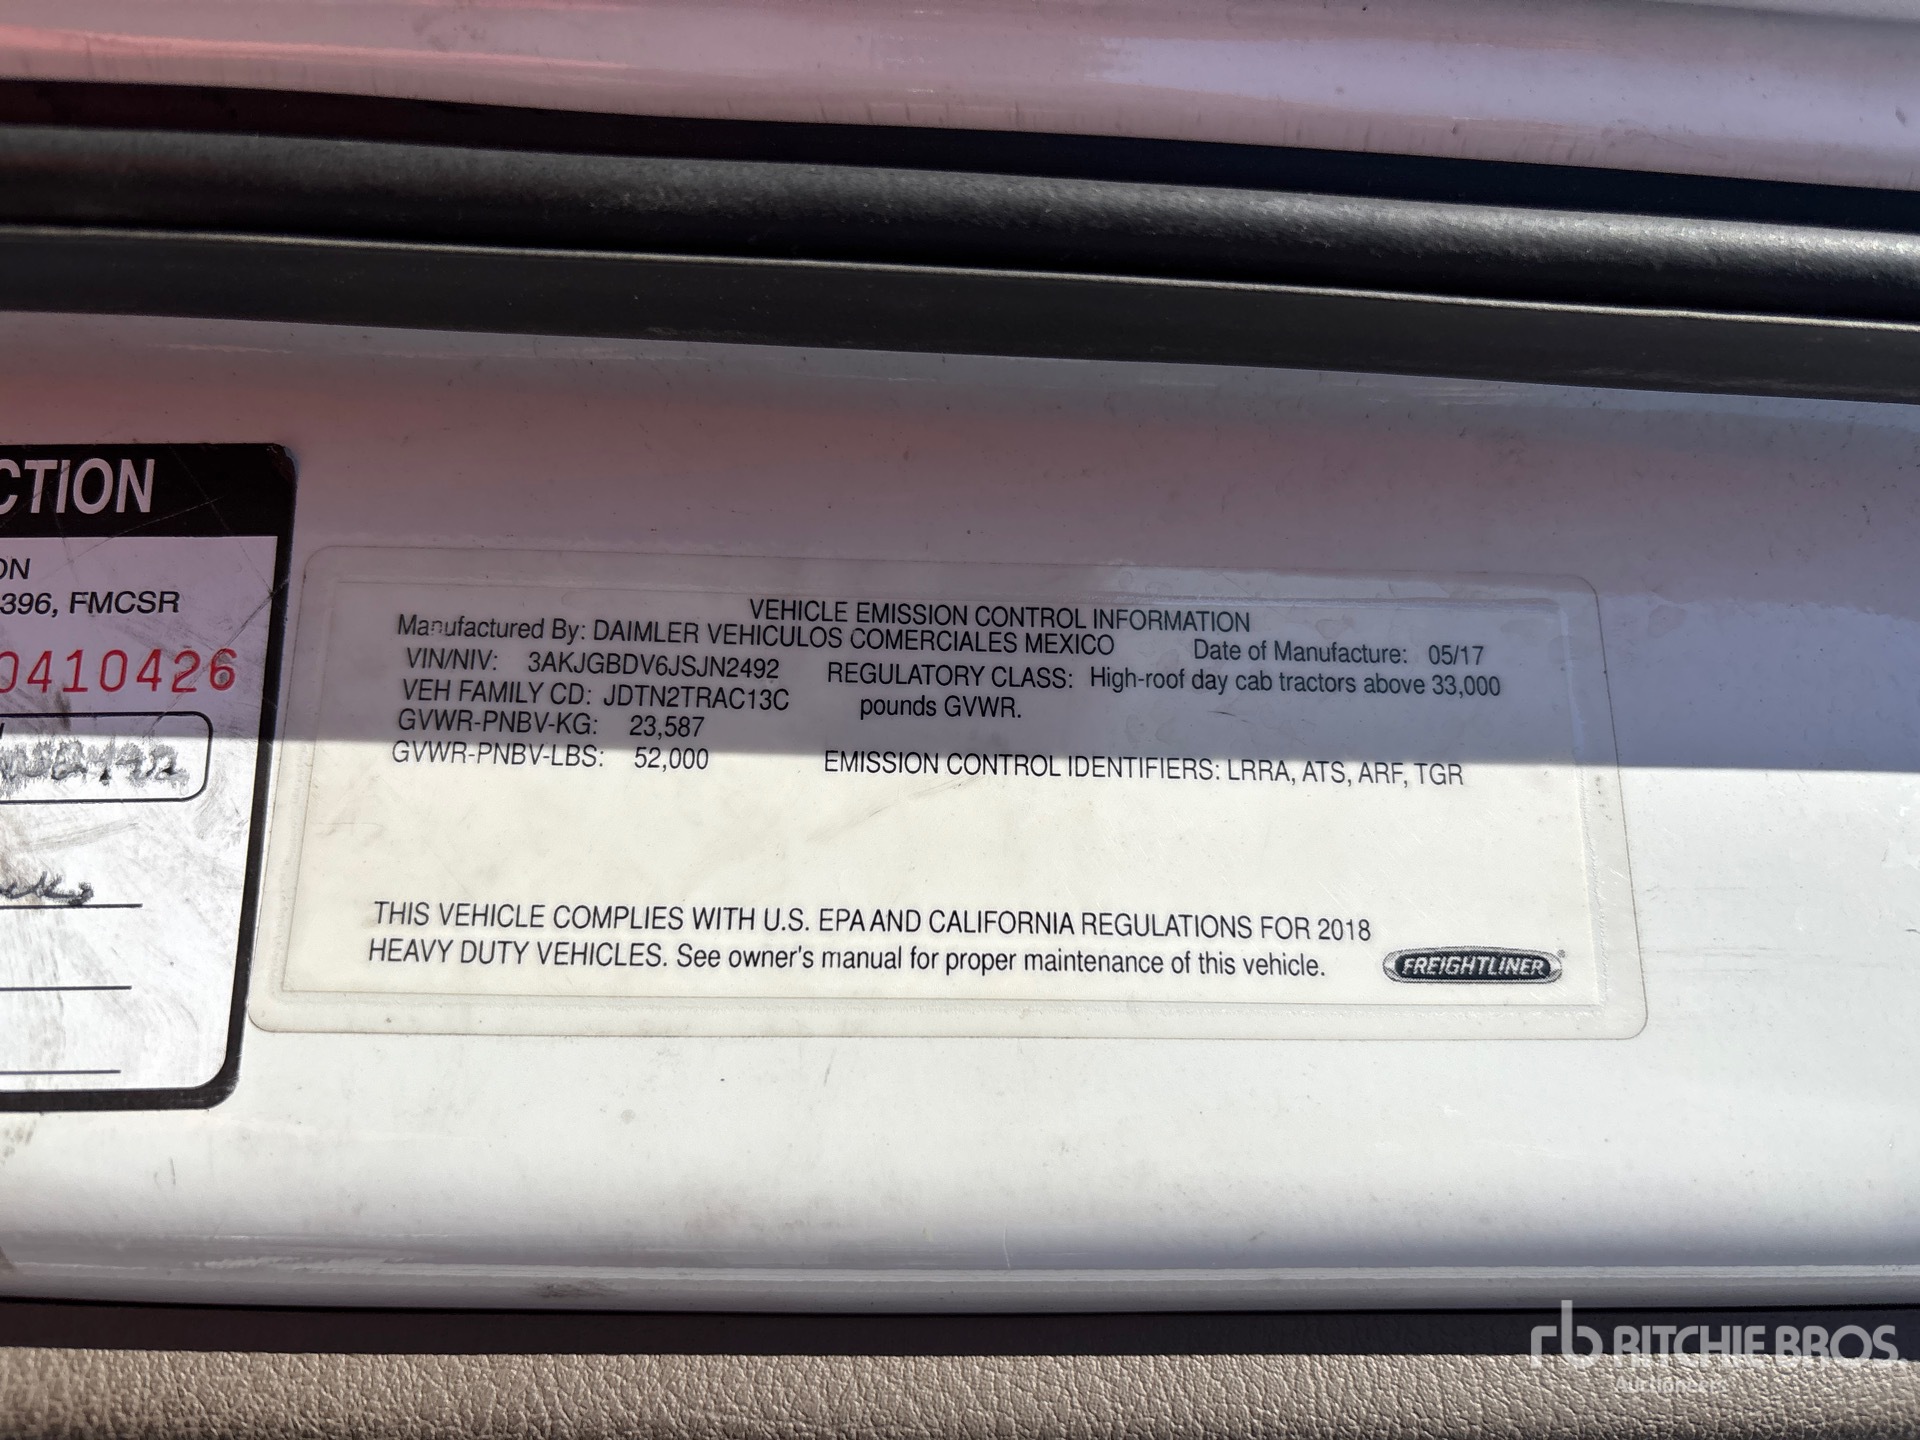 CTION
ON
396, FMCSR
0410426
VEHICLE EMISSION CONTROL INFORMATION
Manufactured By: DAIMLER VEHICULOS COMERCIALES MEXICO Date of Manufacture: 05/17
VIN/NIV: 3AKJGBDV6JSJN2492 REGULATORY CLASS: High-roof day cab tractors above 33,000
VEH FAMILY CD: JDTN2TRAC13C pounds GVWR.
GVWR-PNBV-KG: 23,587
GVWR-PNBV-LBS: 52,000 EMISSION CONTROL IDENTIFIERS: LRRA, ATS, ARF, TGR
THIS VEHICLE COMPLIES WITH U.S. EPA AND CALIFORNIA REGULATIONS FOR 2018
HEAVY DUTY VEHICLES. See owner's manual for proper maintenance of this vehicle.
FREIGHTLINER
rb RITCHIE BROS.
Auctioneers